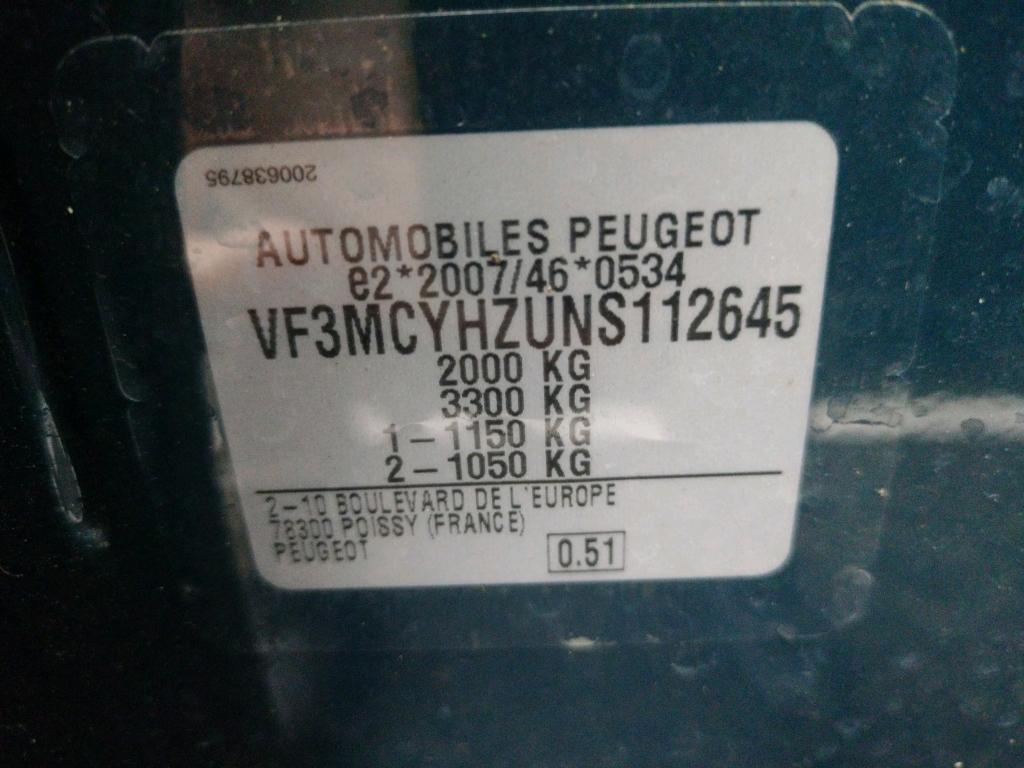 200638795
AUTOMOBILES PEUGEOT
e2*2007/46*0534
VF3MCYHZUNS112645
2000 KG
3300 KG
1-1150 KG
2-1050 KG
2-10 BOULEVARD DE L'EUROPE
78300 POISSY (FRANCE)
PEUGEOT
0.51